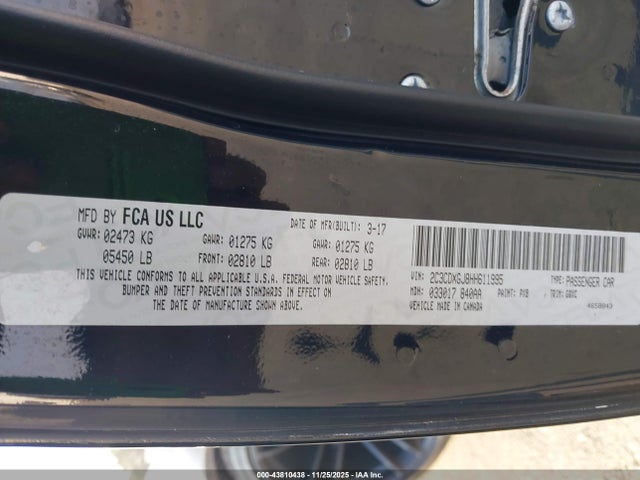 MFD BY FCA US LLC DATE OF MFR(BUILT): 3-17
GVWR: 02473 KG GAWR: 01275 KG GAWR: 01275 KG
05450 LB FRONT: 02810 LB REAR: 02810 LB
THIS VEHICLE CONFORMS TO ALL APPLICABLE U.S.A. FEDERAL MOTOR VEHICLE SAFETY,
BUMPER AND THEFT PREVENTION STANDARDS IN EFFECT ON
THE DATE OF MANUFACTURE SHOWN ABOVE.
VIN: 2C3CDXGJ8HH611995 TYPE: PASSENGER CAR
MDH: 033017 840AA PAINT: PXB TRIM:
VEHICLE MADE IN CANADA 4658049
000-43810438 - 11/25/2025 - IAA Inc.